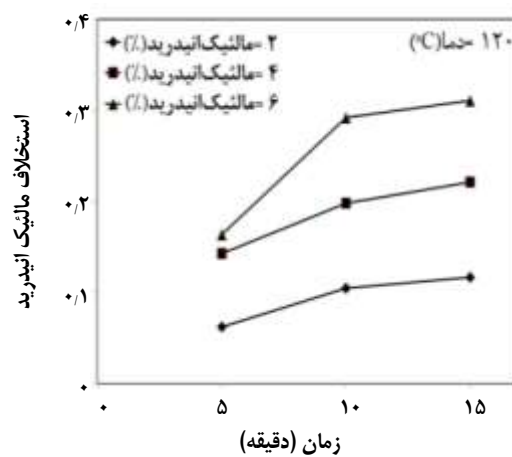 ۰٫۴
۰٫۳
۰٫۲
۰٫۱
۰
۲ =مالئیک‌انیدرید(٪)
۴ =مالئیک‌انیدرید(٪)
۶ =مالئیک‌انیدرید(٪)
۱۲۰ =دما(°C)
استخلاف مالئیک انیدرید
۰ ۵ ۱۰ ۱۵
زمان (دقیقه)